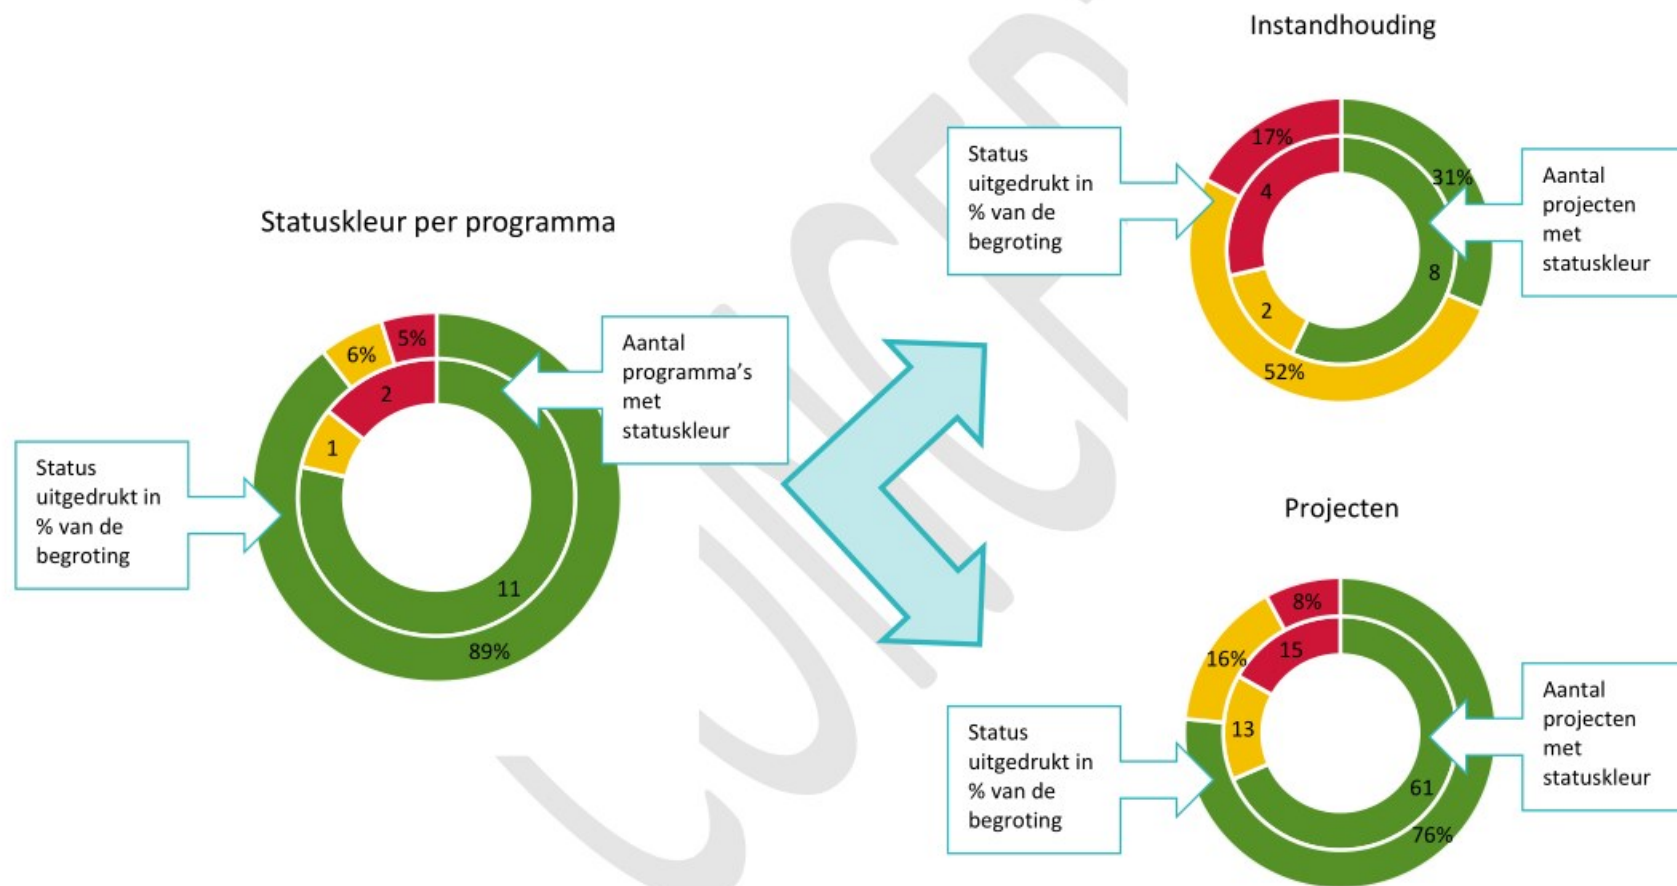 Instandhouding
Status
uitgedrukt in
% van de
begroting
17%
4
31%
8
2
52%
Aantal
projecten
met
statuskleur
Statuskleur per programma
6%
5%
2
1
11
89%
Aantal
programma's
met
statuskleur
Status
uitgedrukt in
% van de
begroting
Projecten
8%
16%
15
13
61
76%
Status
uitgedrukt in
% van de
begroting
Aantal
projecten
met
statuskleur